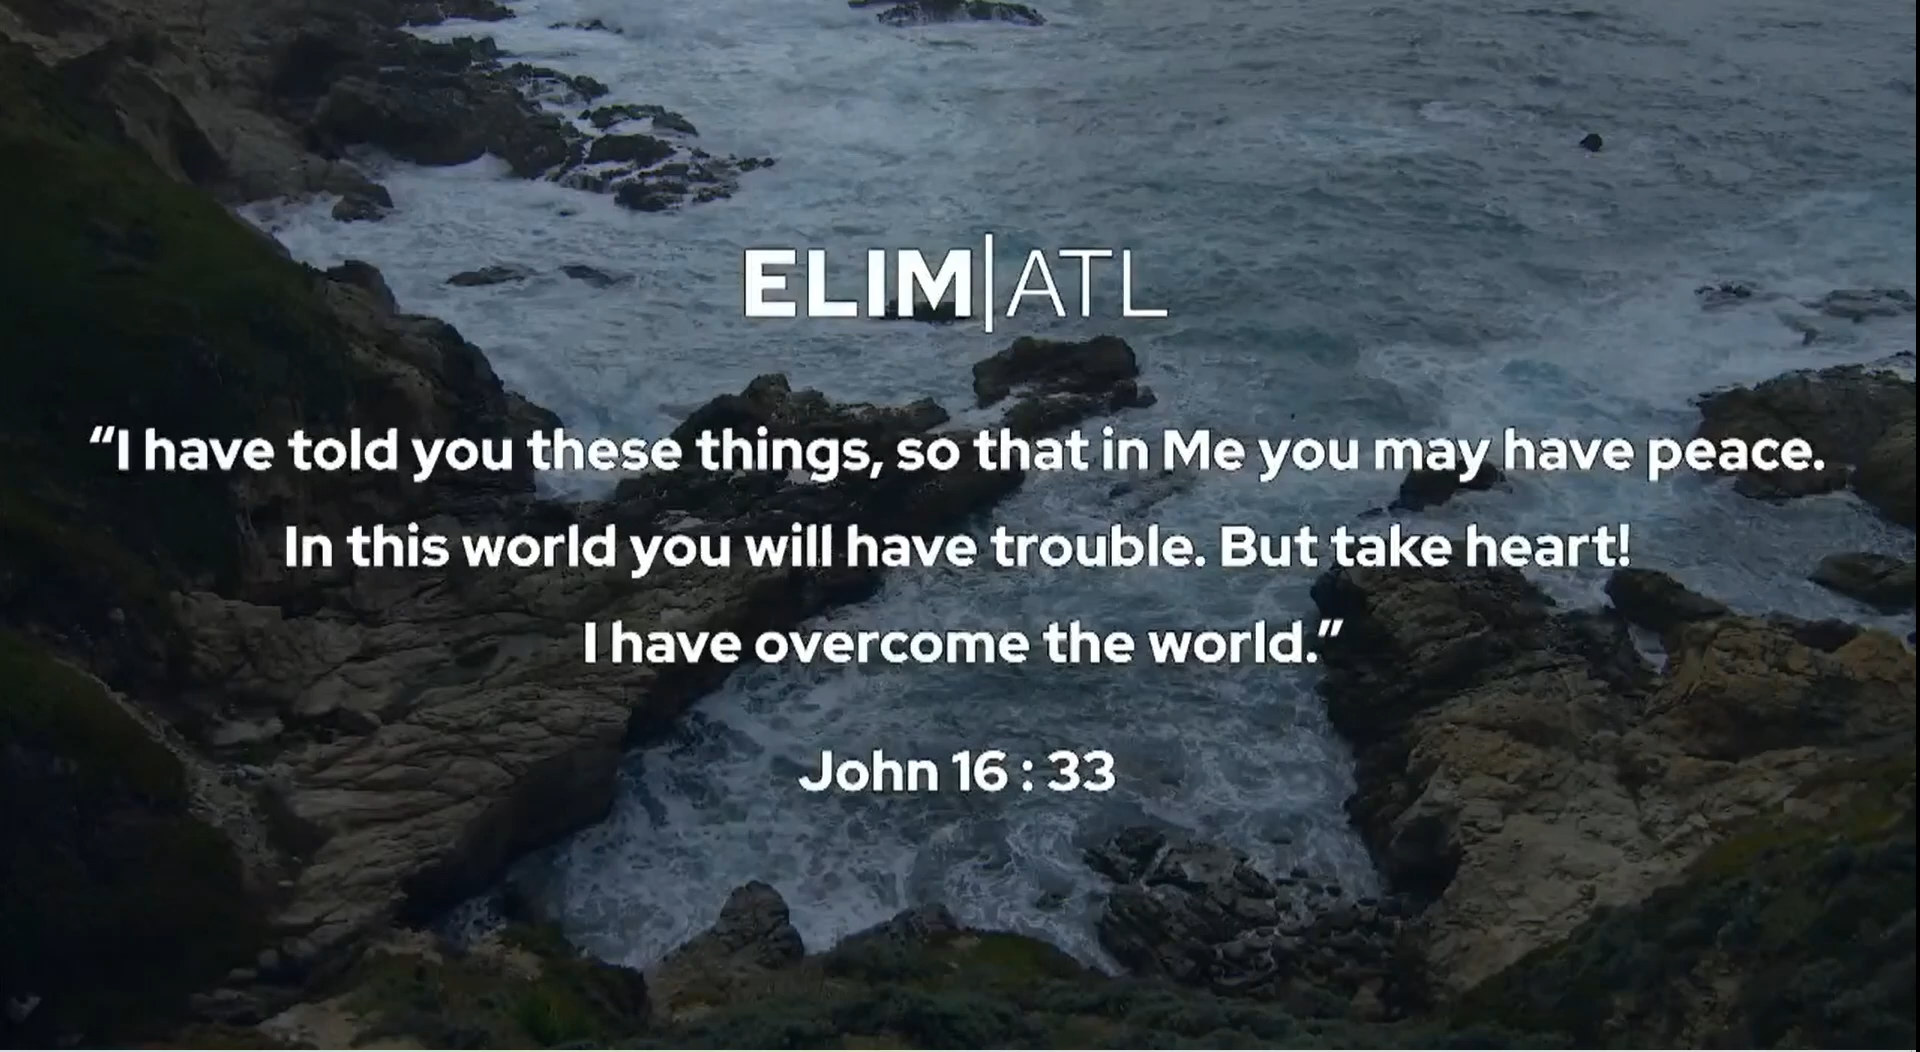 ELIM|ATL
“I have told you these things, so that in Me you may have peace.
In this world you will have trouble. But take heart!
I have overcome the world.”
John 16 : 33